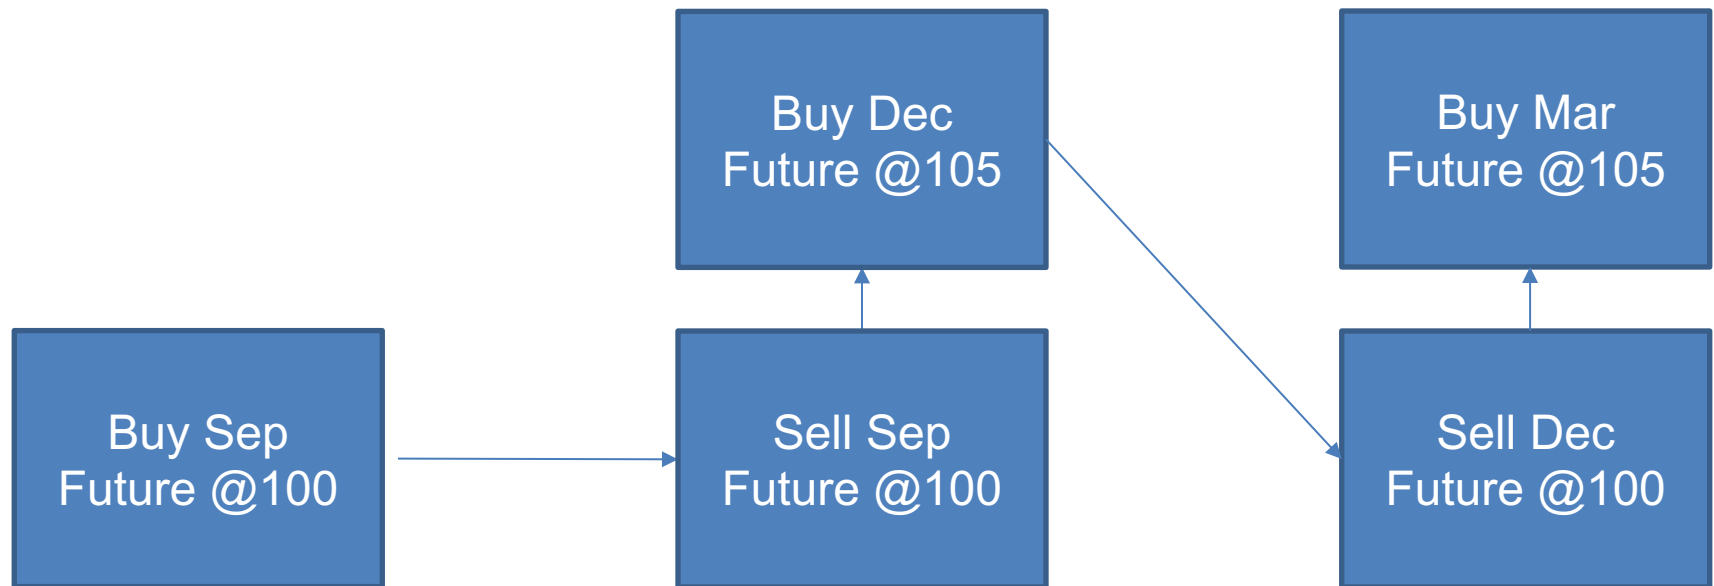 Buy Sep
Future @100
Sell Sep
Future @100
Buy Dec
Future @105
Sell Dec
Future @100
Buy Mar
Future @105